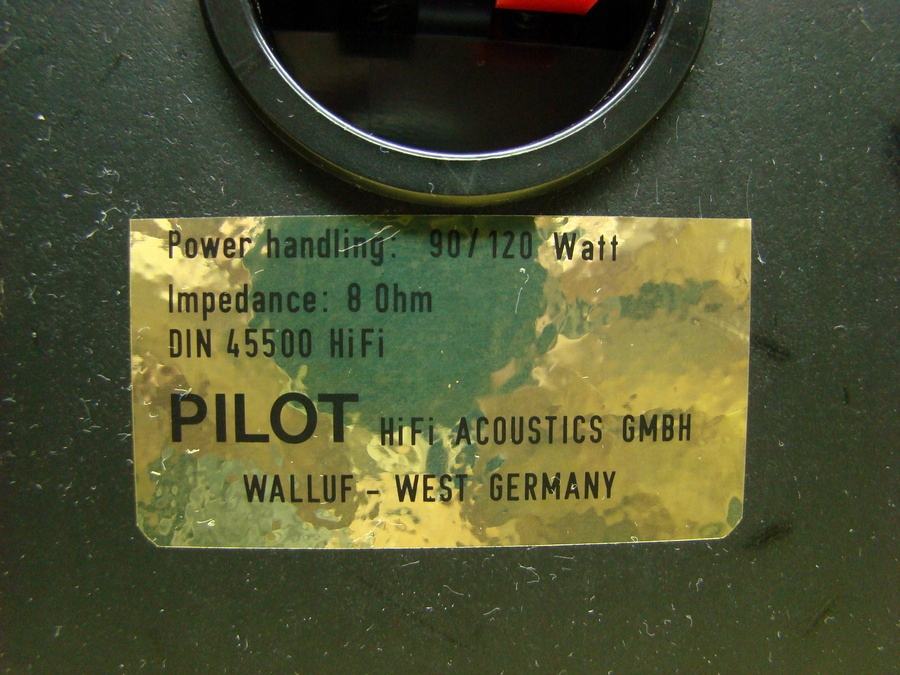 Power handling: 90/120 Watt
Impedance: 8 Ohm
DIN 45500 HiFi
PILOT HiFi ACOUSTICS GMBH
WALLUF - WEST GERMANY